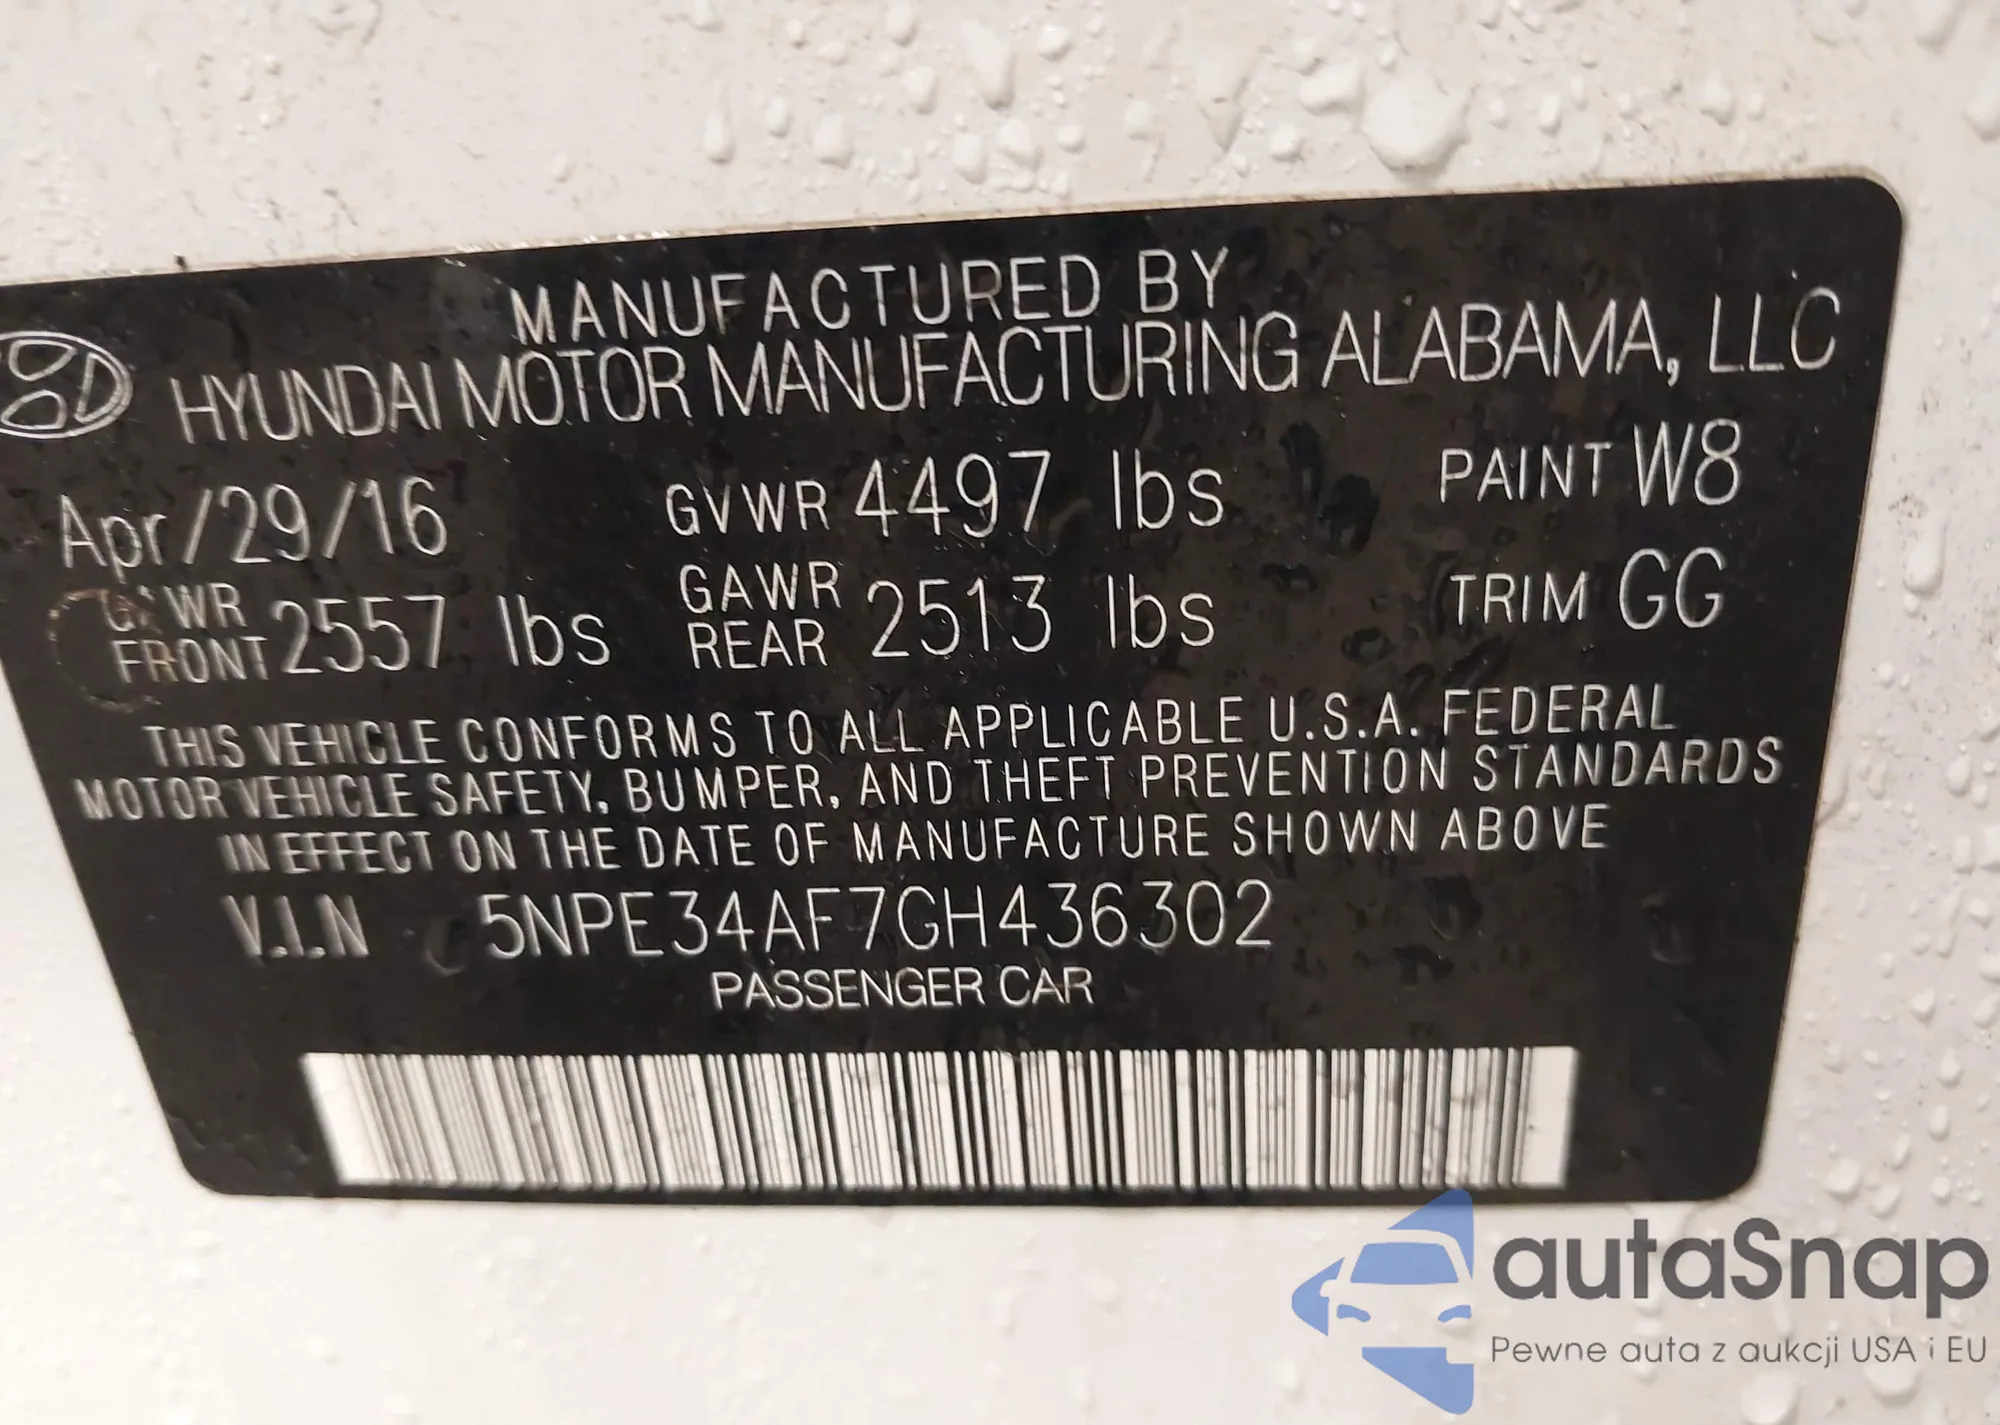 MANUFACTURED BY
HYUNDAI MOTOR MANUFACTURING ALABAMA, LLC
Apr/29/16 GVWR 4497 lbs PAINT W8
GAWR FRONT 2557 lbs GAWR REAR 2513 lbs TRIM GG
THIS VEHICLE CONFORMS TO ALL APPLICABLE U.S.A. FEDERAL
MOTOR VEHICLE SAFETY, BUMPER, AND THEFT PREVENTION STANDARDS
IN EFFECT ON THE DATE OF MANUFACTURE SHOWN ABOVE
V.I.N 5NPE34AF7GH436302
PASSENGER CAR
autaSnap
Pewne auta z aukcji USA i EU